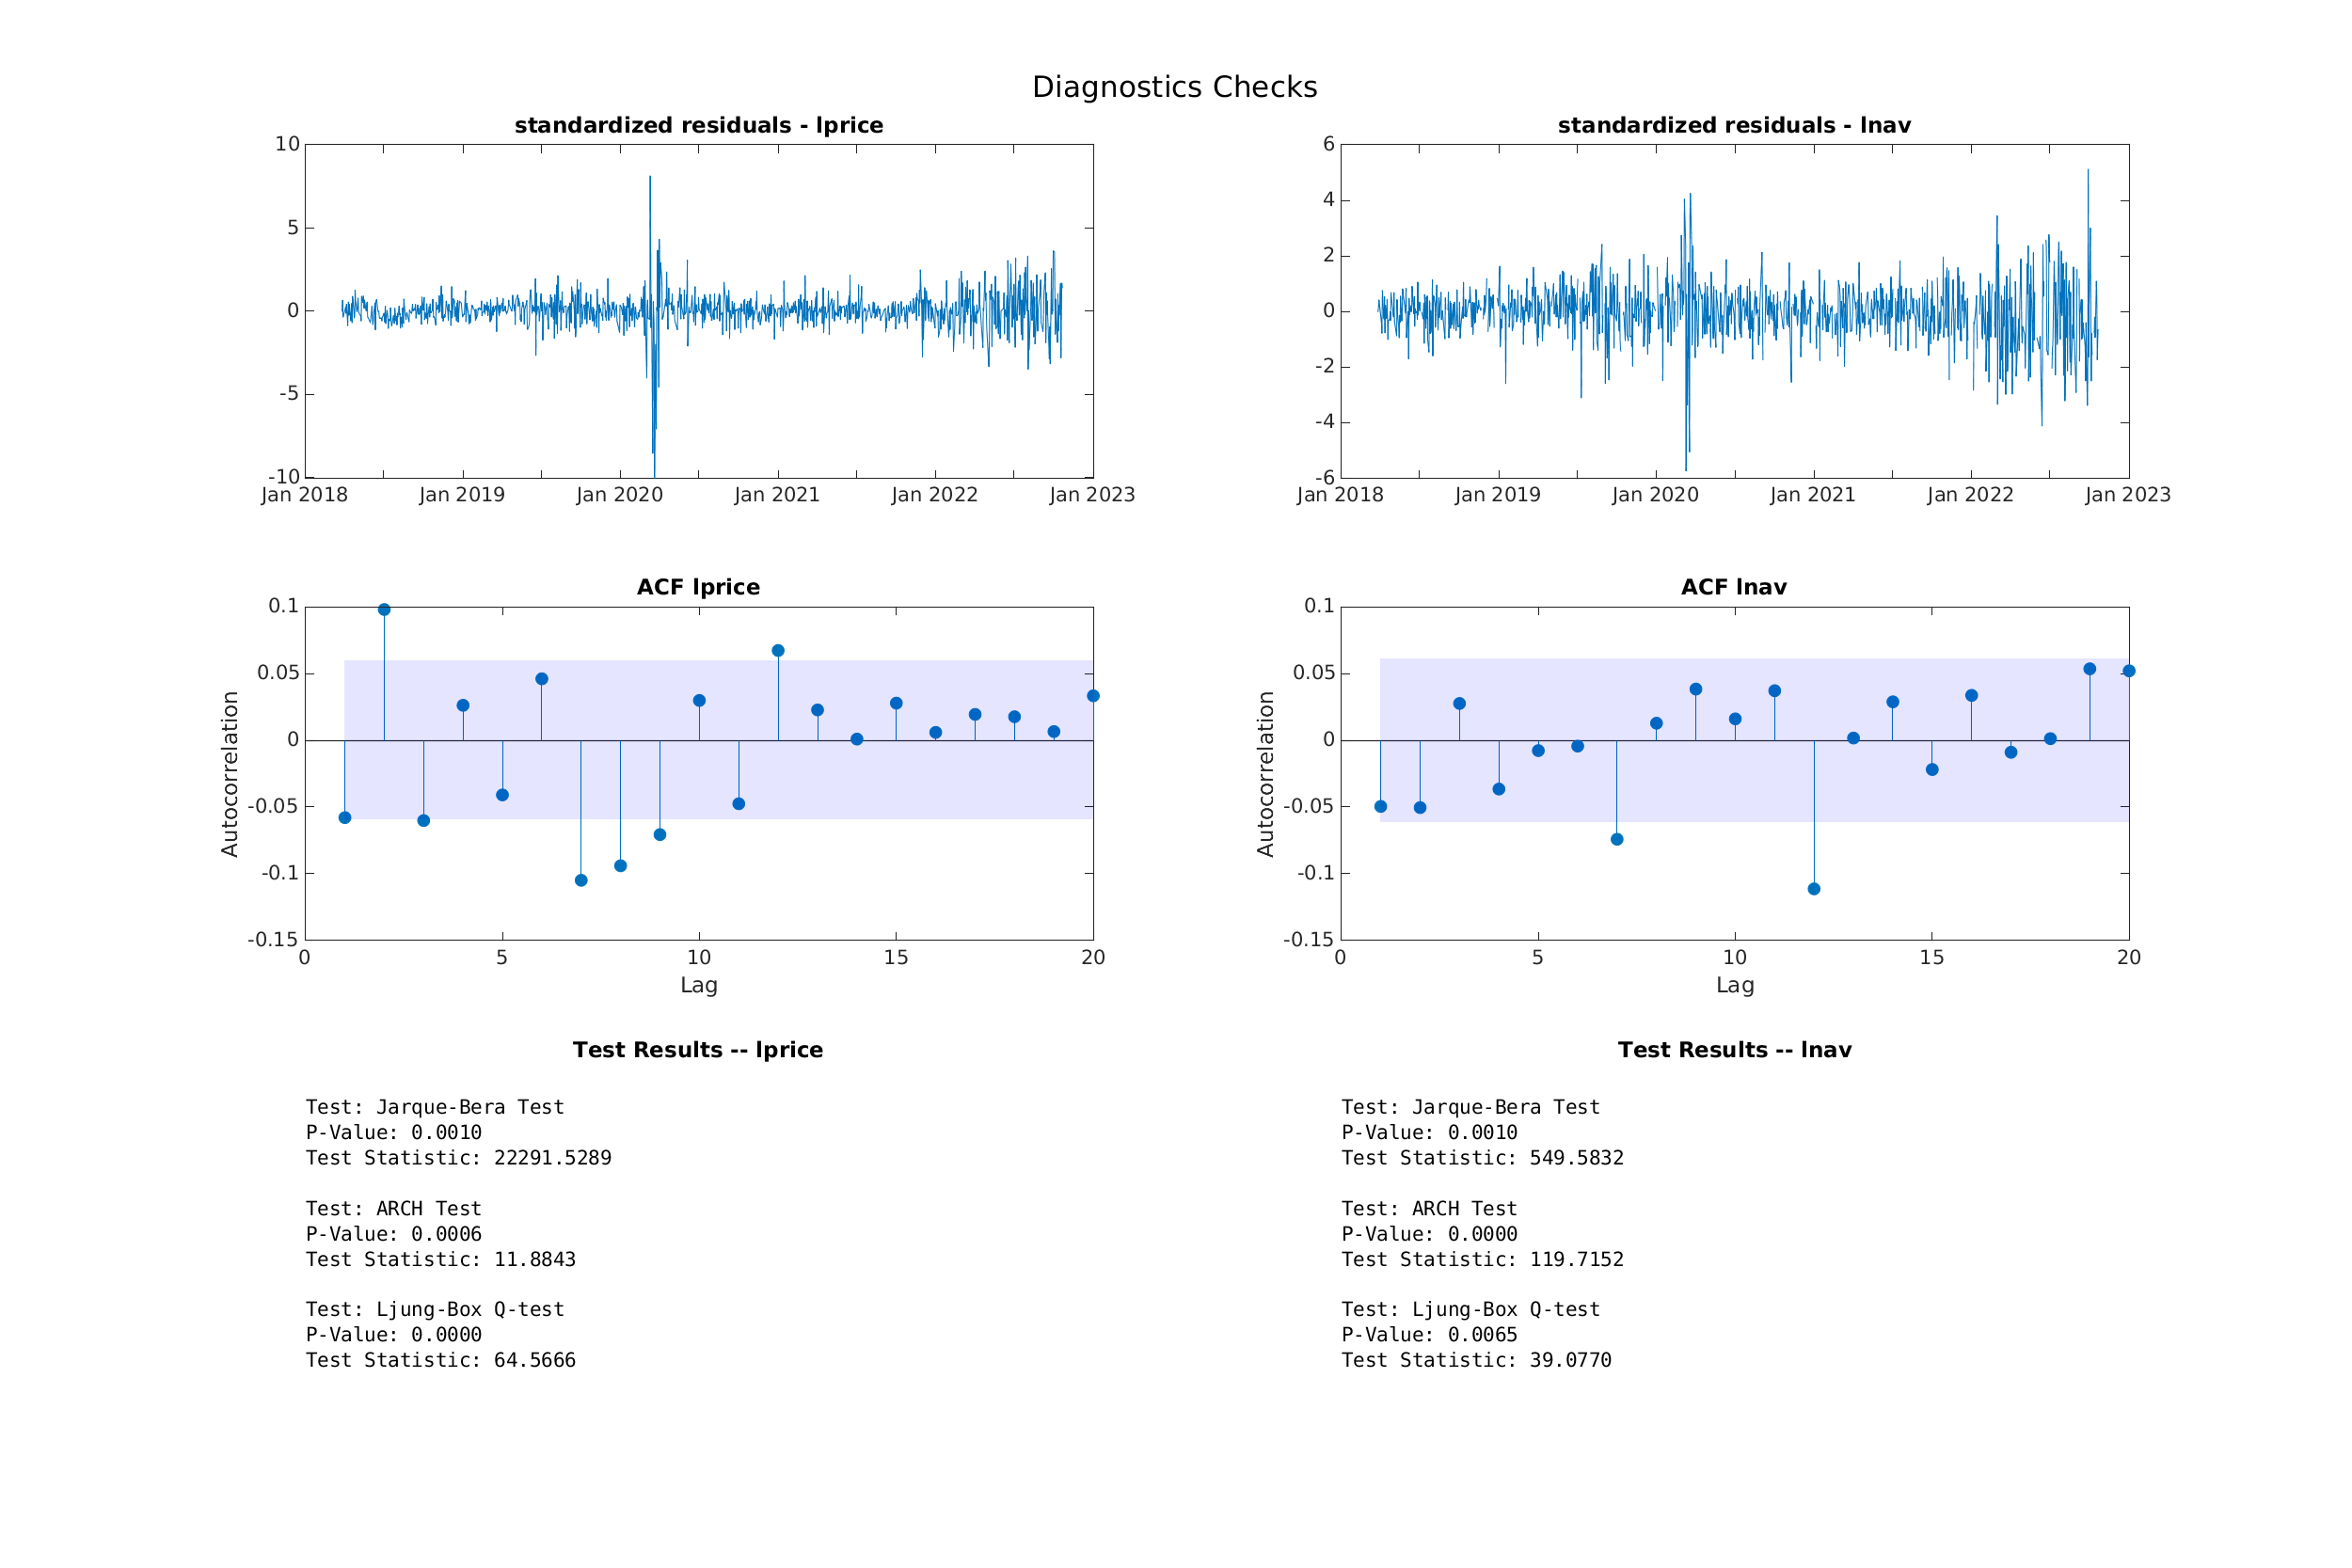 Diagnostics Checks
standardized residuals - lprice
10
5
0
-5
-10
Jan 2018 Jan 2019 Jan 2020 Jan 2021 Jan 2022 Jan 2023
standardized residuals - lnav
6
4
2
0
-2
-4
-6
Jan 2018 Jan 2019 Jan 2020 Jan 2021 Jan 2022 Jan 2023
ACF lprice
0.1
0.05
0
-0.05
-0.1
-0.15
Autocorrelation
0 5 10 15 20
Lag
ACF lnav
0.1
0.05
0
-0.05
-0.1
-0.15
Autocorrelation
0 5 10 15 20
Lag
Test Results -- lprice
Test: Jarque-Bera Test
P-Value: 0.0010
Test Statistic: 22291.5289
Test: ARCH Test
P-Value: 0.0006
Test Statistic: 11.8843
Test: Ljung-Box Q-test
P-Value: 0.0000
Test Statistic: 64.5666
Test Results -- lnav
Test: Jarque-Bera Test
P-Value: 0.0010
Test Statistic: 549.5832
Test: ARCH Test
P-Value: 0.0000
Test Statistic: 119.7152
Test: Ljung-Box Q-test
P-Value: 0.0065
Test Statistic: 39.0770